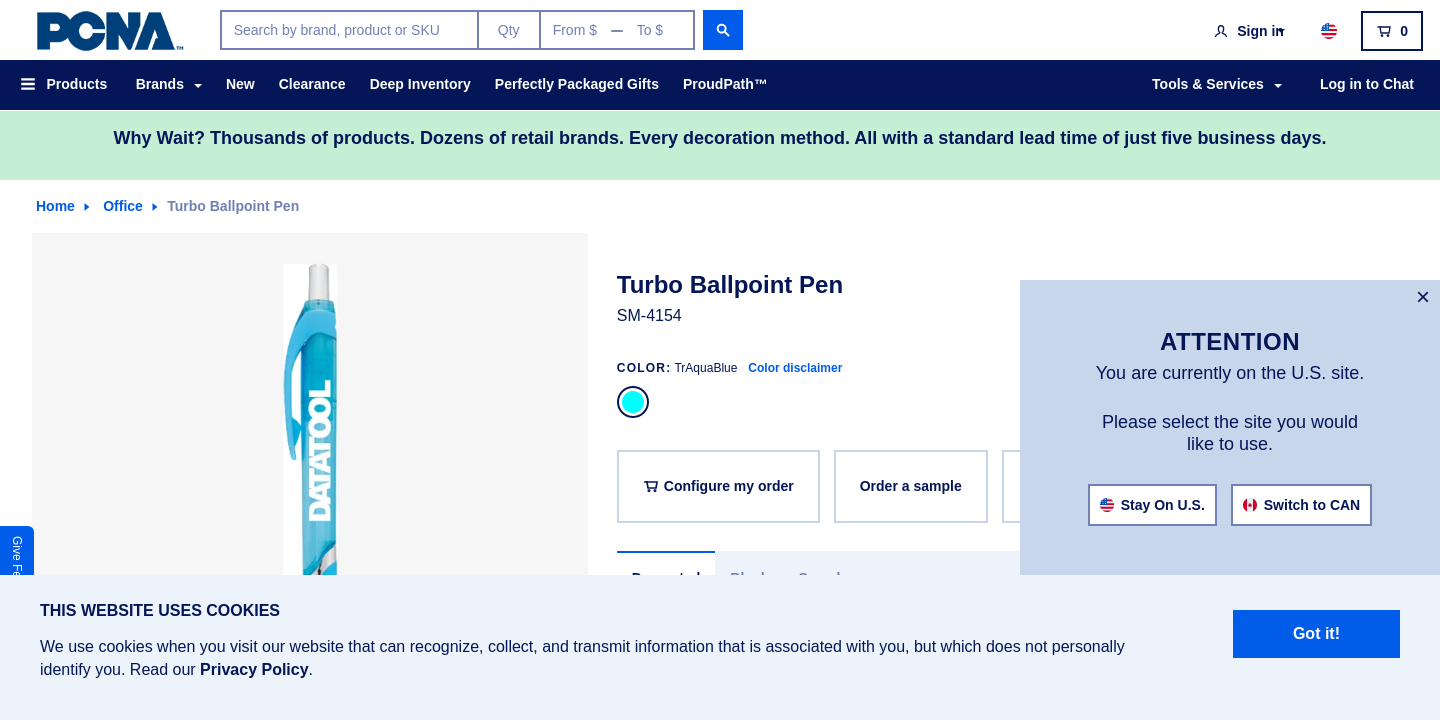 PCNA™
Search by brand, product or SKU
Qty
From $ — To $
Sign in
0
Products
Brands
New
Clearance
Deep Inventory
Perfectly Packaged Gifts
ProudPath™
Tools & Services
Log in to Chat
Why Wait? Thousands of products. Dozens of retail brands. Every decoration method. All with a standard lead time of just five business days.
Home
Office
Turbo Ballpoint Pen
DATATOOL
Turbo Ballpoint Pen
SM-4154
COLOR: TrAquaBlue Color disclaimer
Configure my order
Order a sample
×
ATTENTION
You are currently on the U.S. site.
Please select the site you would
like to use.
Stay On U.S.
Switch to CAN
THIS WEBSITE USES COOKIES
We use cookies when you visit our website that can recognize, collect, and transmit information that is associated with you, but which does not personally
identify you. Read our Privacy Policy.
Got it!